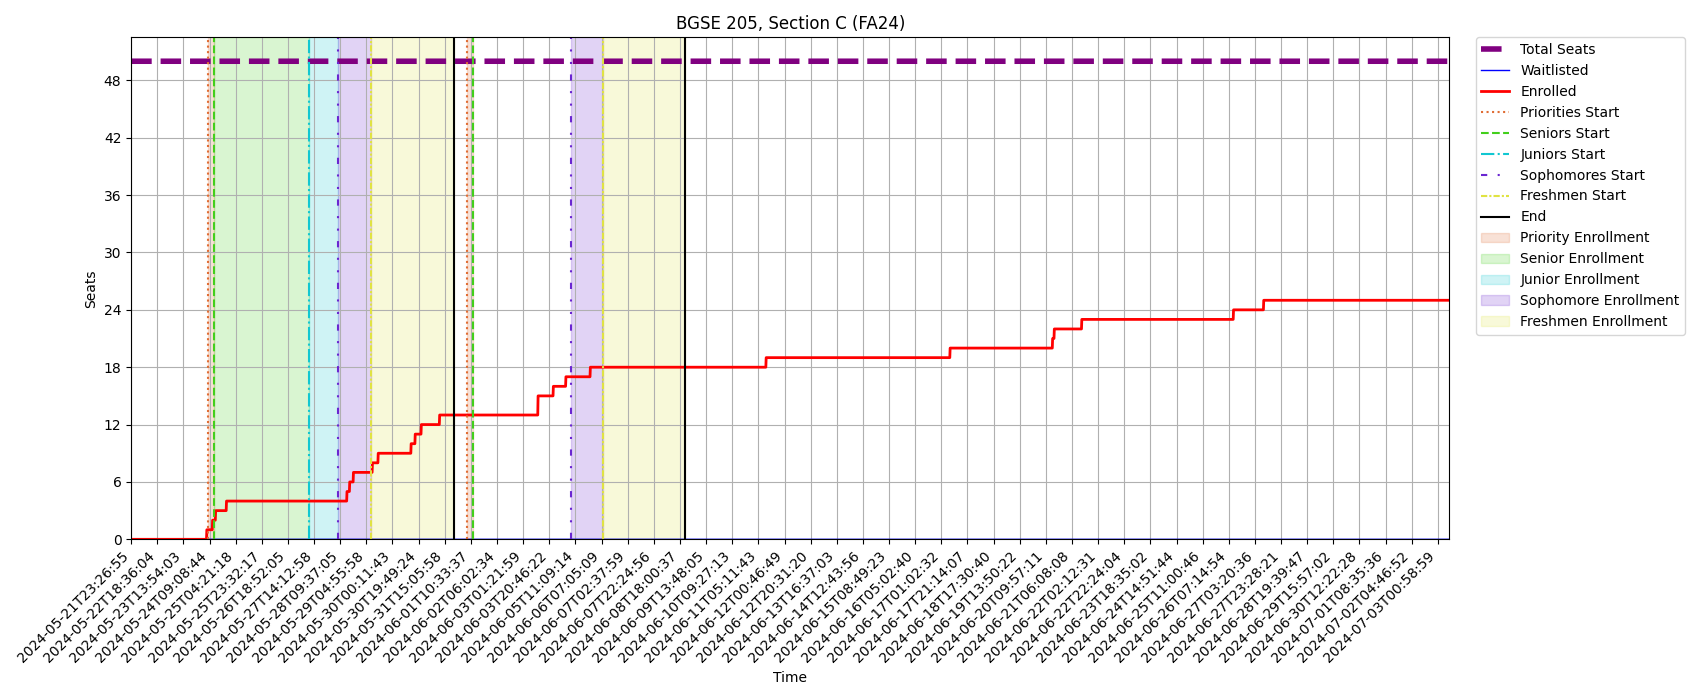 BGSE 205, Section C (FA24)
Seats
48
42
36
30
24
18
12
6
0
2024-05-21T23:26:55
2024-05-22T18:36:04
2024-05-23T13:54:03
2024-05-24T09:08:44
2024-05-25T04:21:18
2024-05-25T23:32:17
2024-05-26T18:52:05
2024-05-27T14:12:58
2024-05-28T09:37:05
2024-05-29T04:55:58
2024-05-30T00:11:43
2024-05-30T19:49:24
2024-05-31T15:05:58
2024-06-01T10:33:37
2024-06-02T06:02:34
2024-06-03T01:21:59
2024-06-03T20:46:22
2024-06-05T11:09:14
2024-06-06T07:05:09
2024-06-07T02:37:59
2024-06-07T22:24:56
2024-06-08T18:00:37
2024-06-09T13:48:05
2024-06-10T09:27:13
2024-06-11T05:11:43
2024-06-12T00:46:49
2024-06-12T20:31:20
2024-06-13T16:37:03
2024-06-14T12:43:56
2024-06-15T08:49:23
2024-06-16T05:02:40
2024-06-17T01:02:32
2024-06-17T21:14:07
2024-06-18T17:30:40
2024-06-19T13:50:22
2024-06-20T09:57:11
2024-06-21T06:08:08
2024-06-22T02:12:31
2024-06-22T22:24:04
2024-06-23T18:35:02
2024-06-24T14:51:44
2024-06-25T11:00:46
2024-06-26T07:14:54
2024-06-27T03:20:36
2024-06-27T23:28:21
2024-06-28T19:39:47
2024-06-29T15:57:02
2024-06-30T12:22:28
2024-07-01T08:35:36
2024-07-02T04:46:52
2024-07-03T00:58:59
Time
Total Seats
Waitlisted
Enrolled
Priorities Start
Seniors Start
Juniors Start
Sophomores Start
Freshmen Start
End
Priority Enrollment
Senior Enrollment
Junior Enrollment
Sophomore Enrollment
Freshmen Enrollment